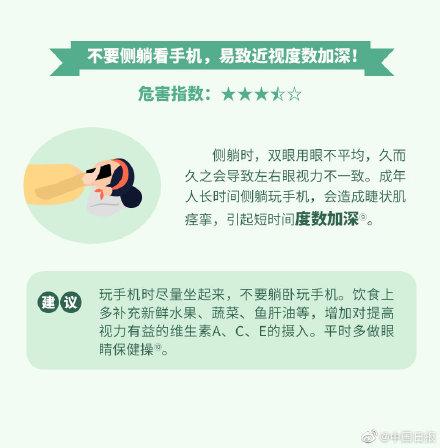 不要侧躺看手机，易致近视度数加深！
危害指数：★★★⯪☆
侧躺时，双眼用眼不平均，久而
久之会导致左右眼视力不一致。成年
人长时间侧躺玩手机，会造成睫状肌
痉挛，引起短时间度数加深⑨。
建议
玩手机时尽量坐起来，不要躺卧玩手机。饮食上
多补充新鲜水果、蔬菜、鱼肝油等，增加对提高
视力有益的维生素A、C、E的摄入。平时多做眼
睛保健操⑩。
@中国日报